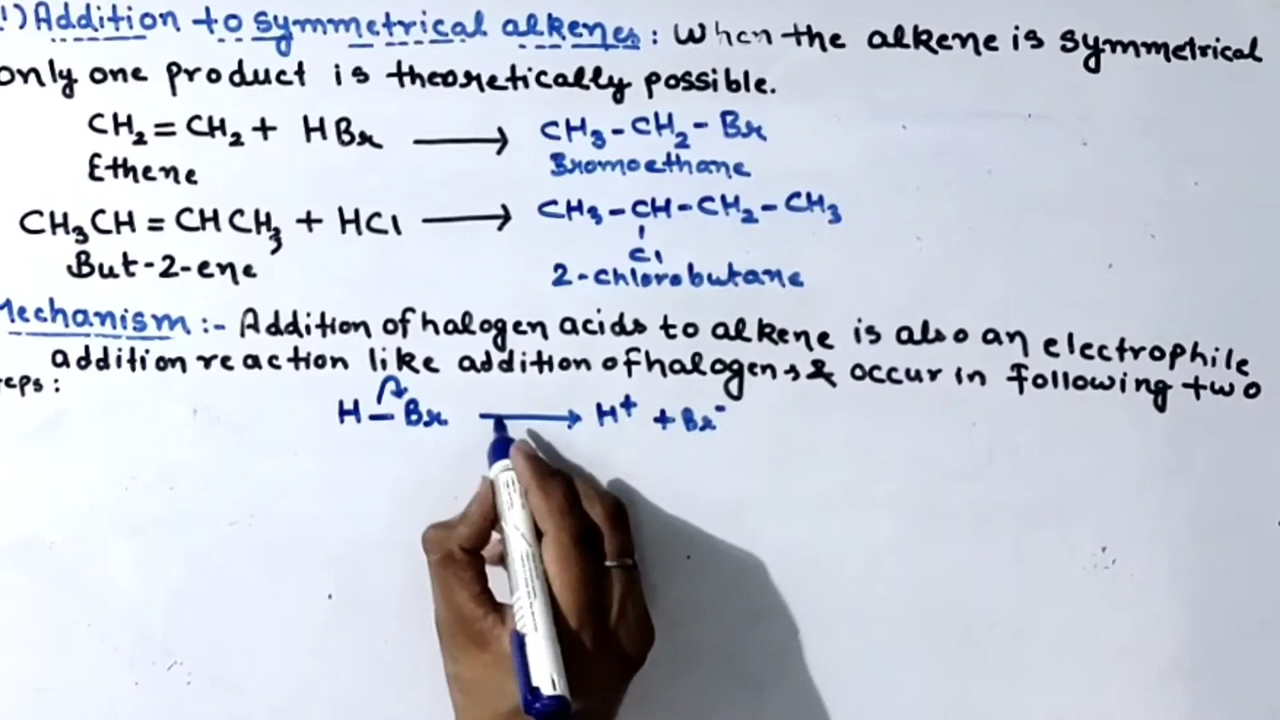 1) Addition to symmetrical alkenes: When the alkene is symmetrical
only one product is theoretically possible.
CH₂=CH₂ + HBr ⟶ CH₃-CH₂-Br
Ethene Bromoethane
CH₃CH=CHCH₃ + HCl ⟶ CH₃-CH-CH₂-CH₃
Cl
But-2-ene 2-chlorobutane
Mechanism:- Addition of halogen acids to alkene is also an electrophile
addition reaction like addition of halogens & occur in following two
eps:
H-Br ⟶ H⁺ + Br⁻